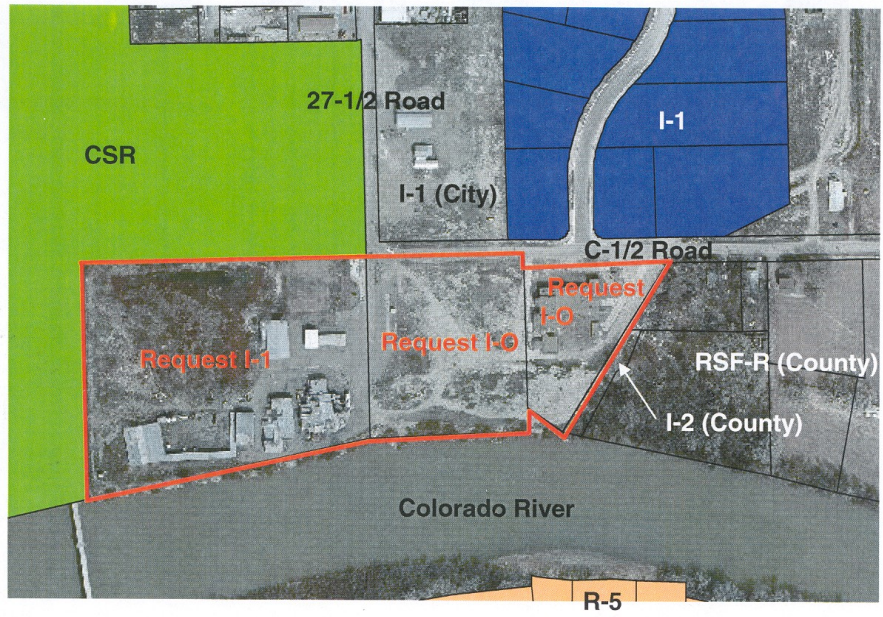 27-1/2 Road
I-1
CSR
I-1 (City)
C-1/2 Road
Request
I-O
Request I-1
Request I-O
RSF-R (County)
I-2 (County)
Colorado River
R-5